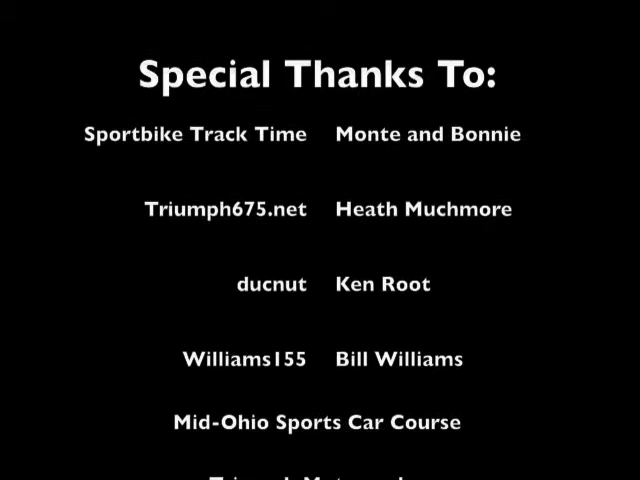 Special Thanks To:
Sportbike Track Time Monte and Bonnie
Triumph675.net Heath Muchmore
ducnut Ken Root
Williams155 Bill Williams
Mid-Ohio Sports Car Course